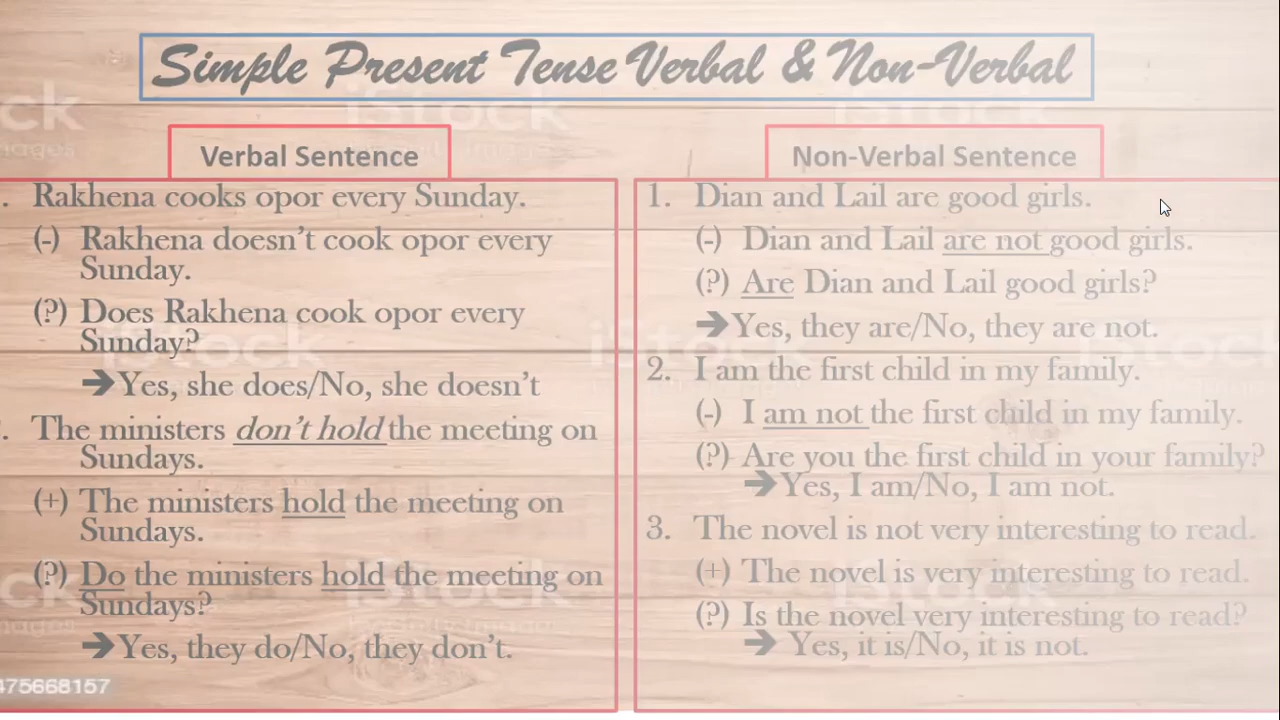 Simple Present Tense Verbal & Non-Verbal
Verbal Sentence
. Rakhena cooks opor every Sunday.
(-) Rakhena doesn't cook opor every
Sunday.
(?) Does Rakhena cook opor every
Sunday?
➔Yes, she does/No, she doesn't
. The ministers don't hold the meeting on
Sundays.
(+) The ministers hold the meeting on
Sundays.
(?) Do the ministers hold the meeting on
Sundays?
➔Yes, they do/No, they don't.
Non-Verbal Sentence
1. Dian and Lail are good girls.
(-) Dian and Lail are not good girls.
(?) Are Dian and Lail good girls?
➔Yes, they are/No, they are not.
2. I am the first child in my family.
(-) I am not the first child in my family.
(?) Are you the first child in your family?
➔Yes, I am/No, I am not.
3. The novel is not very interesting to read.
(+) The novel is very interesting to read.
(?) Is the novel very interesting to read?
➔ Yes, it is/No, it is not.
iStock
iStock
iStock
iStock
iStock
475668157